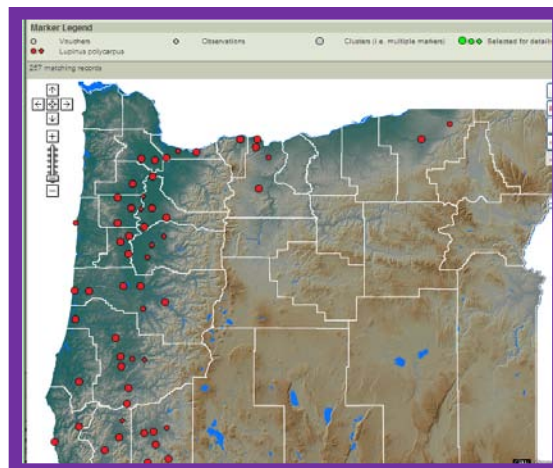 Marker Legend
Vouchers Observations Clusters (i.e. multiple markers) Selected for details
Lupinus polycarpus
257 matching records